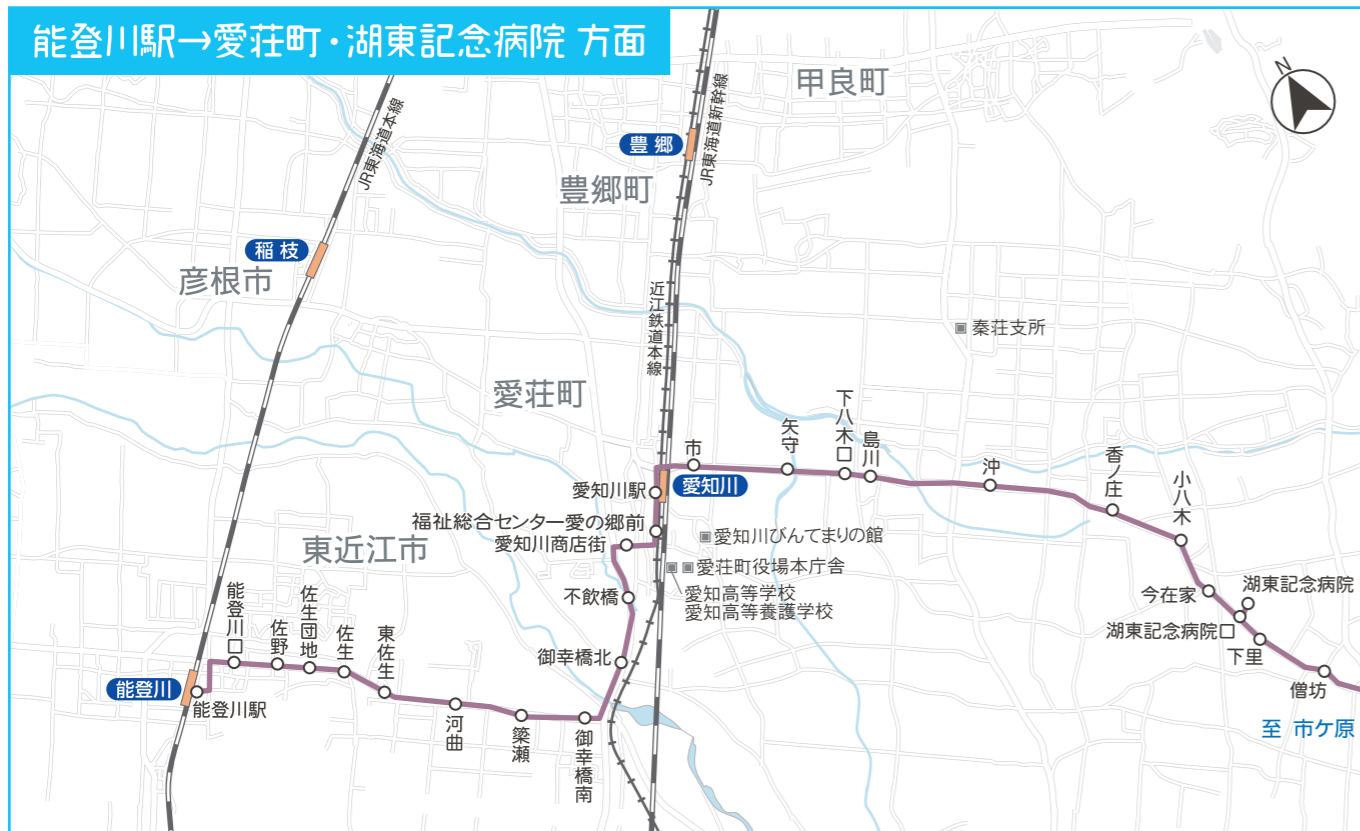 能登川駅→愛荘町・湖東記念病院 方面
N
甲良町
JR東海道本線
豊郷
JR東海道新幹線
豊郷町
稲枝
彦根市
近江鉄道本線
秦荘支所
愛荘町
下八木口
矢守
島川
市
沖
香ノ庄
小八木
愛知川駅
愛知川
福祉総合センター愛の郷前
愛知川びんてまりの館
愛知川商店街
東近江市
愛荘町役場本庁舎
愛知高等学校
愛知高等養護学校
不飲橋
今在家
湖東記念病院
湖東記念病院口
下里
僧坊
能登川口
佐野
佐生団地
佐生
東佐生
御幸橋北
能登川
能登川駅
河曲
簗瀬
御幸橋南
至 市ケ原